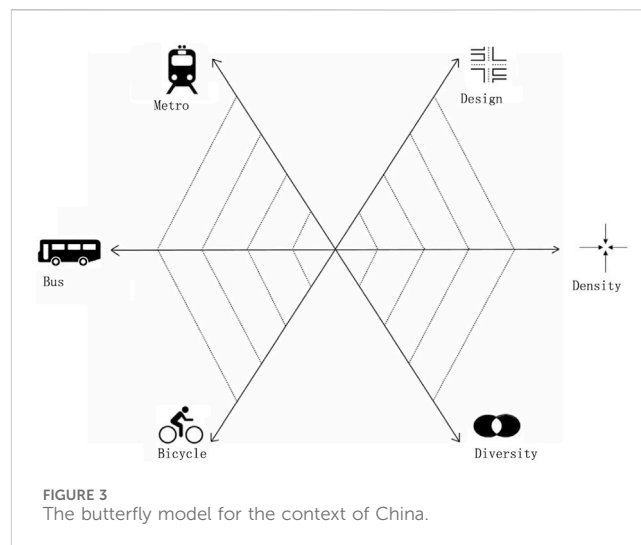 Metro
Design
Bus
Density
Bicycle
Diversity
FIGURE 3
The butterfly model for the context of China.